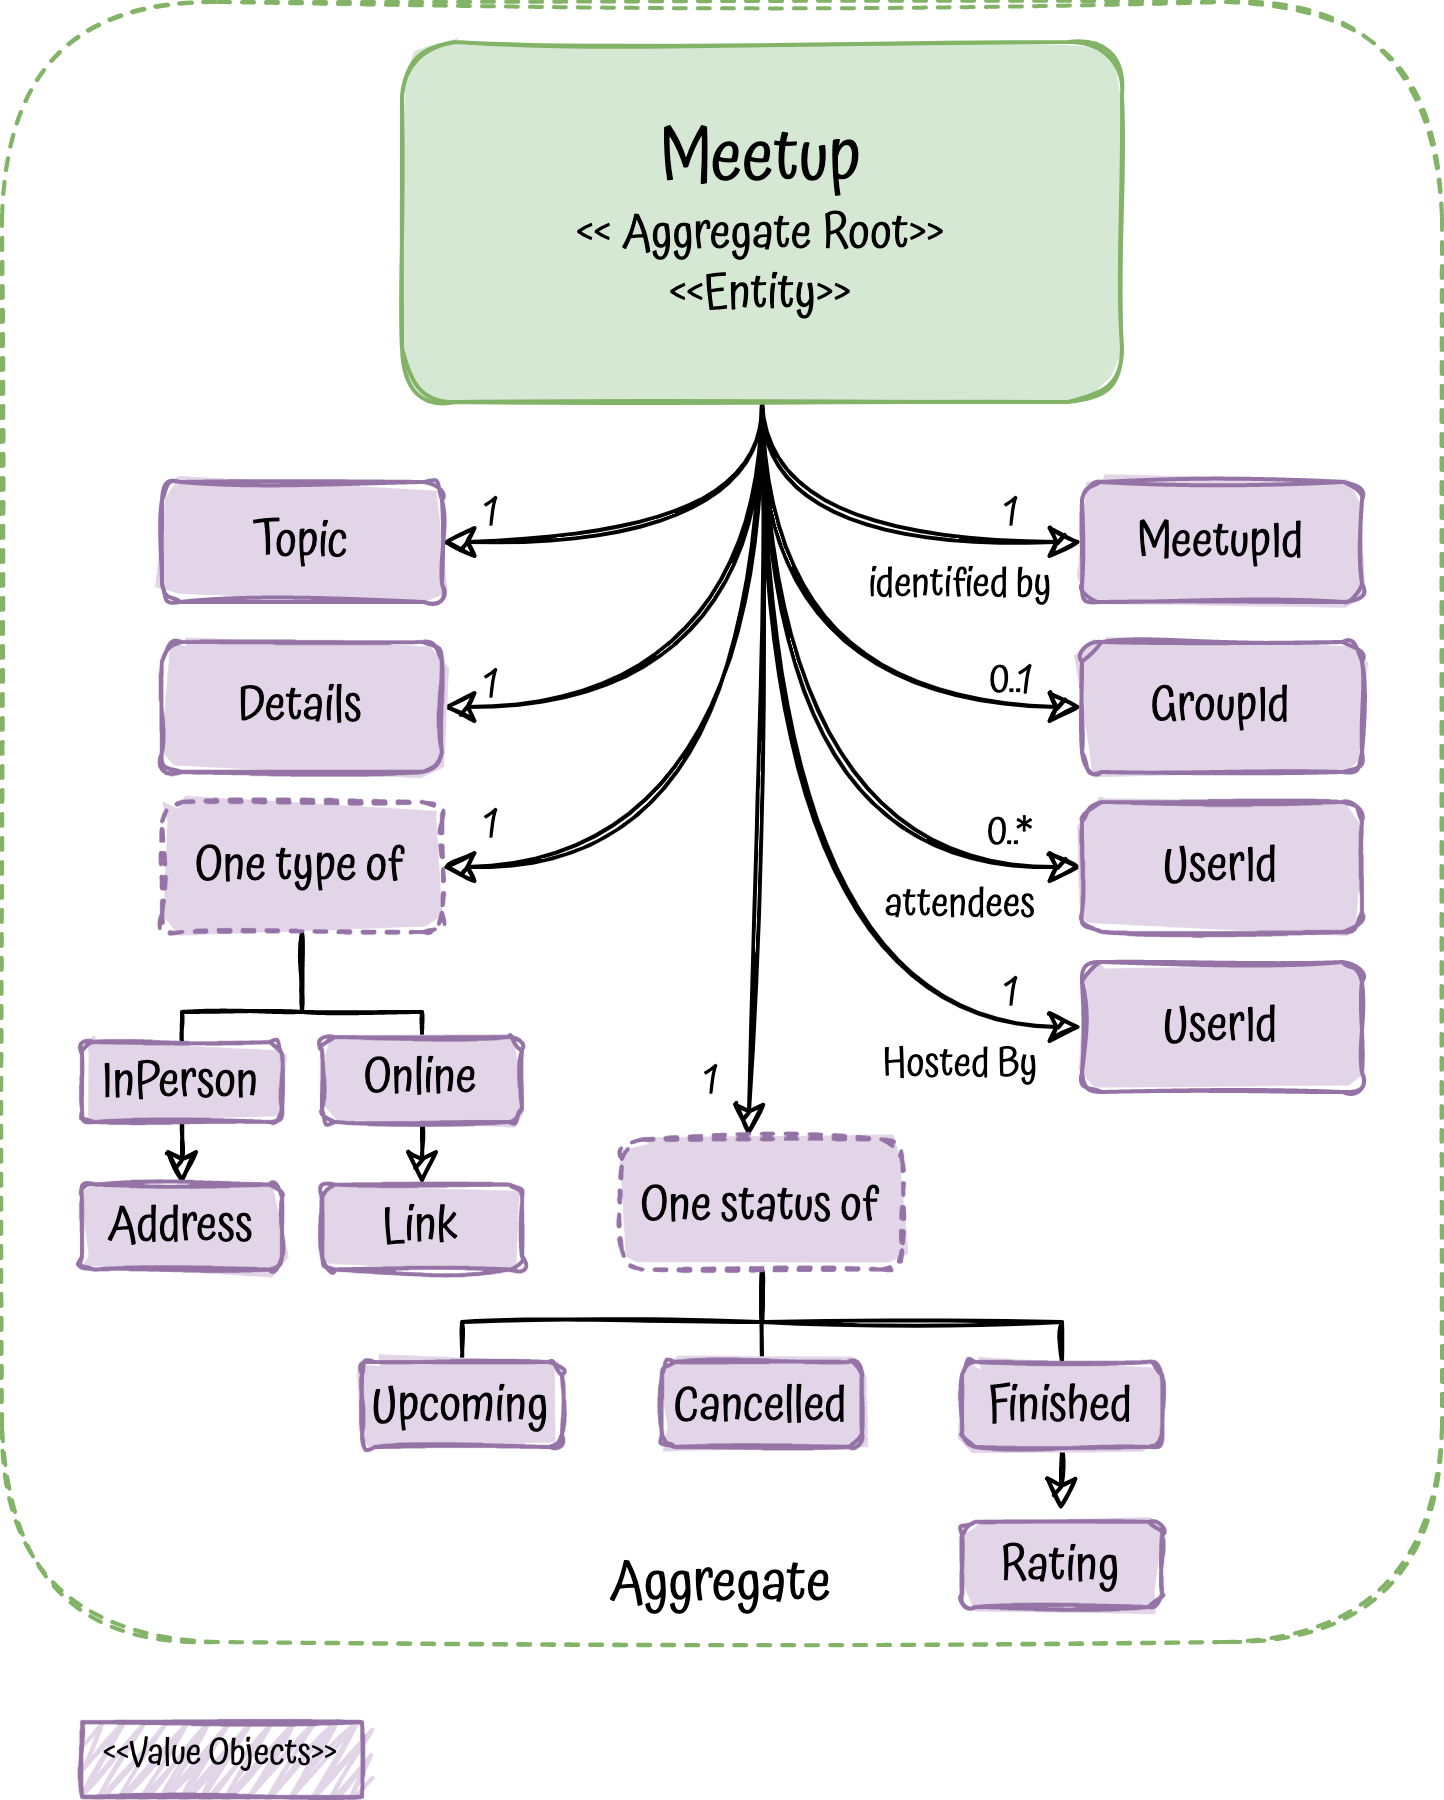 Meetup
<< Aggregate Root>>
<<Entity>>
1
Topic
1
MeetupId
identified by
1
Details
0..1
GroupId
1
One type of
0..*
UserId
attendees
1
UserId
Hosted By
InPerson
Online
1
Address
Link
One status of
Upcoming
Cancelled
Finished
Rating
Aggregate
<<Value Objects>>